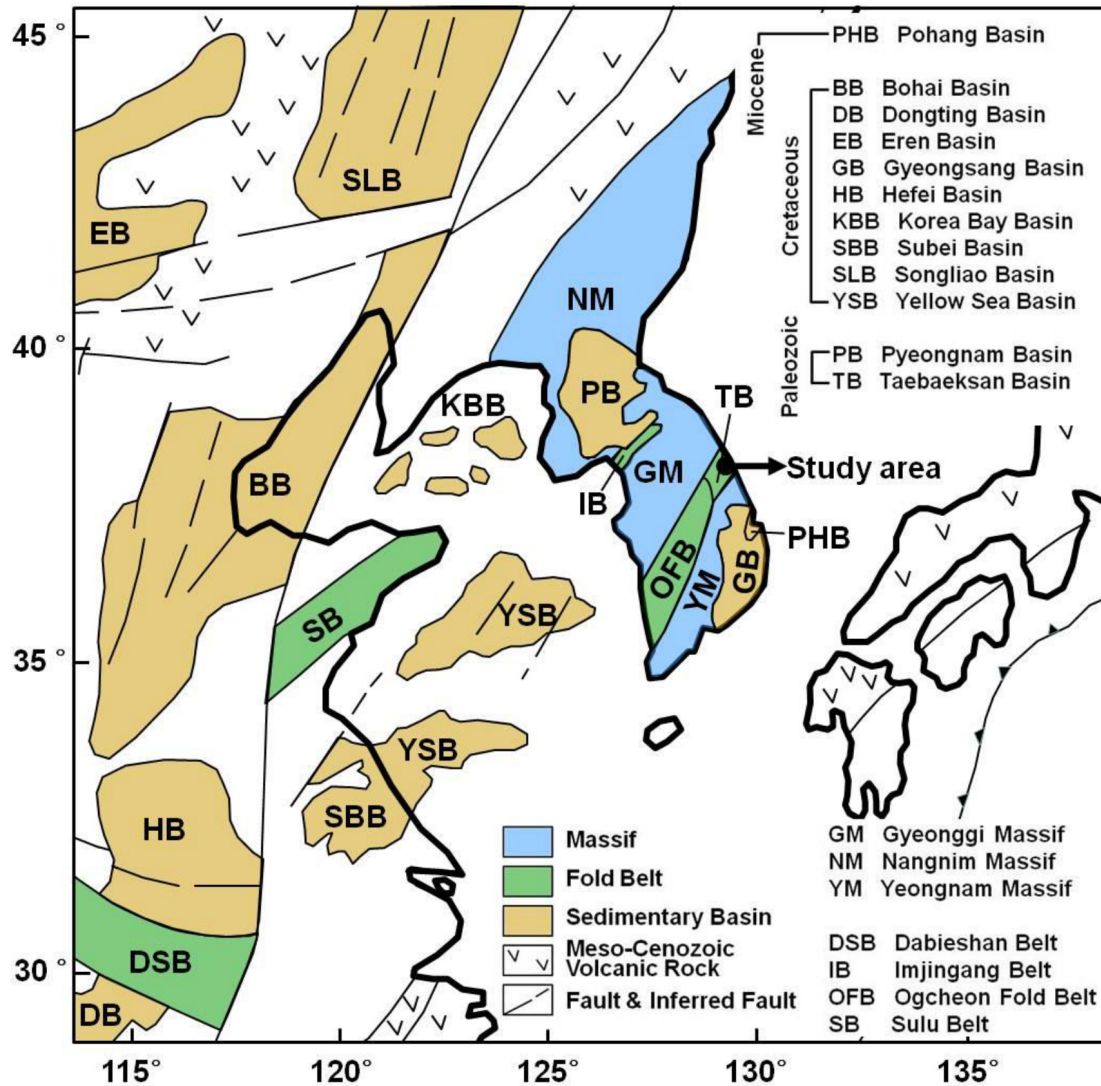 45°
40°
35°
30°
115°
120°
125°
130°
135°
Miocene
PHB Pohang Basin
Cretaceous
BB Bohai Basin
DB Dongting Basin
EB Eren Basin
GB Gyeongsang Basin
HB Hefei Basin
KBB Korea Bay Basin
SBB Subei Basin
SLB Songliao Basin
YSB Yellow Sea Basin
Paleozoic
PB Pyeongnam Basin
TB Taebaeksan Basin
SLB
EB
NM
PB
KBB
TB
BB
IB
GM
Study area
PHB
OFB
YM
GB
SB
YSB
YSB
SBB
HB
DSB
DB
Massif
Fold Belt
Sedimentary Basin
Meso-Cenozoic
Volcanic Rock
Fault & Inferred Fault
GM Gyeonggi Massif
NM Nangnim Massif
YM Yeongnam Massif
DSB Dabieshan Belt
IB Imjingang Belt
OFB Ogcheon Fold Belt
SB Sulu Belt